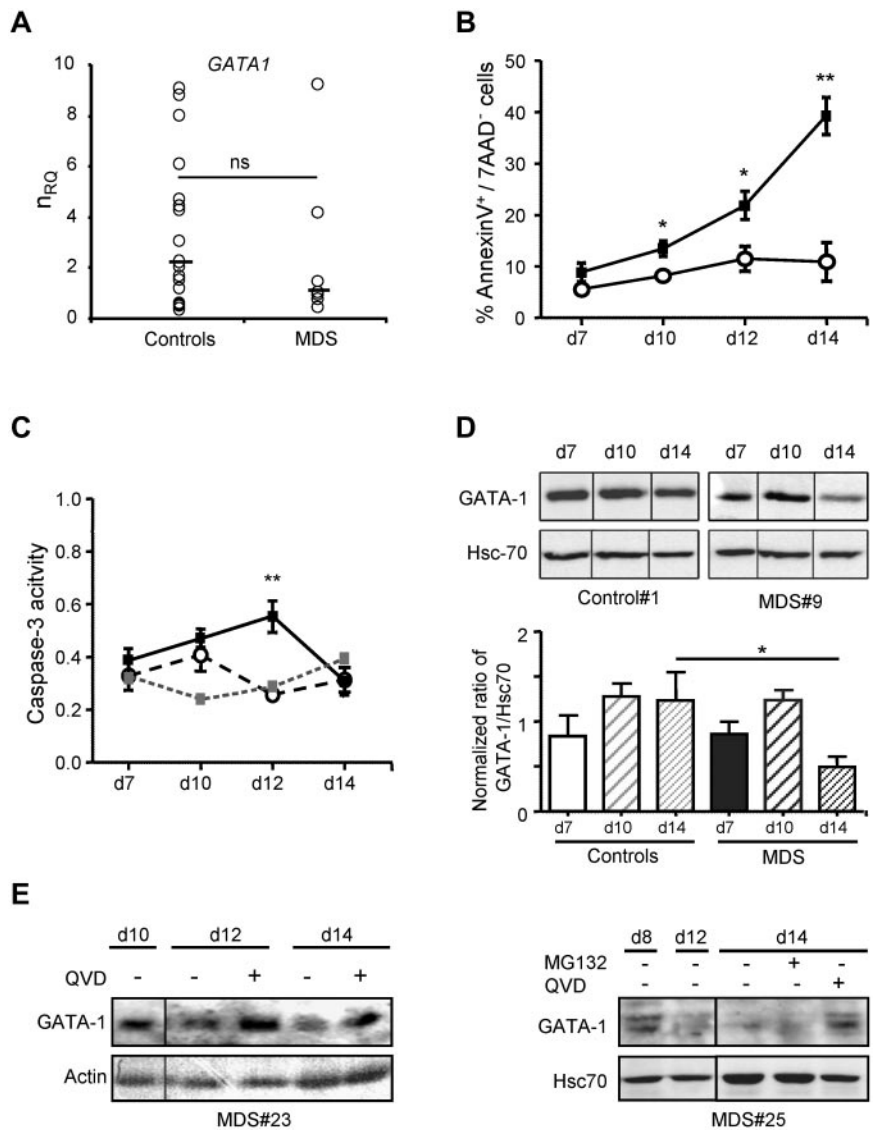 A
GATA1
10
8
6
4
2
0
n_RQ
ns
Controls MDS
B
50
40
30
20
10
0
% AnnexinV⁺ / 7AAD⁻ cells
* * **
d7 d10 d12 d14
C
1.0
0.8
0.6
0.4
0.2
0.0
Caspase-3 acitvity
**
d7 d10 d12 d14
D
d7 d10 d14 d7 d10 d14
GATA-1
Hsc-70
Control#1 MDS#9
2
1
0
Normalized ratio of
GATA-1/Hsc70
*
d7 d10 d14 d7 d10 d14
Controls MDS
E
d10 d12 d14
QVD - - + - +
GATA-1
Actin
MDS#23
d8 d12 d14
MG132 - - - + -
QVD - - - - +
GATA-1
Hsc70
MDS#25